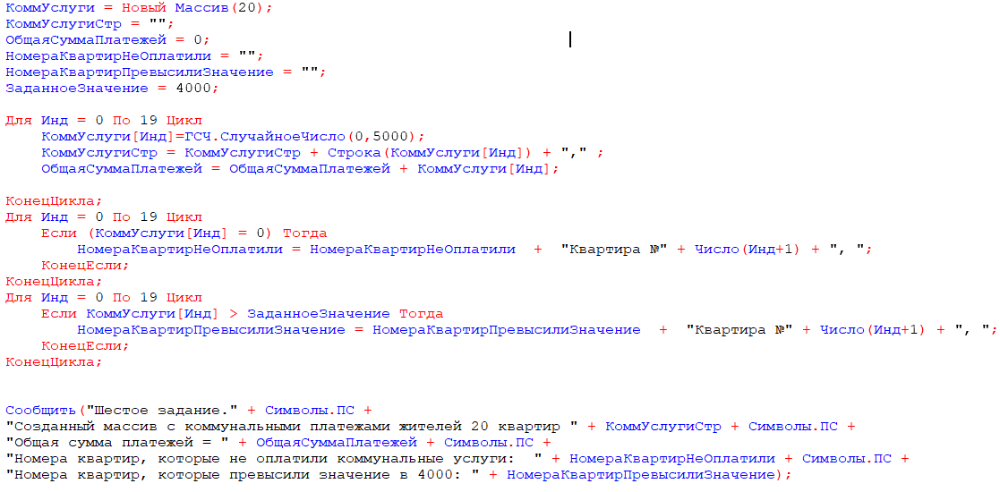 КоммУслуги = Новый Массив(20);
КоммУслугиСтр = "";
ОбщаяСуммаПлатежей = 0;
НомераКвартирНеОплатили = "";
НомераКвартирПревысилиЗначение = "";
ЗаданноеЗначение = 4000;
Для Инд = 0 По 19 Цикл
КоммУслуги[Инд]=ГСЧ.СлучайноеЧисло(0,5000);
КоммУслугиСтр = КоммУслугиСтр + Строка(КоммУслуги[Инд]) + "," ;
ОбщаяСуммаПлатежей = ОбщаяСуммаПлатежей + КоммУслуги[Инд];
КонецЦикла;
Для Инд = 0 По 19 Цикл
Если (КоммУслуги[Инд] = 0) Тогда
НомераКвартирНеОплатили = НомераКвартирНеОплатили  +  "Квартира №" + Число(Инд+1) + ", ";
КонецЕсли;
КонецЦикла;
Для Инд = 0 По 19 Цикл
Если КоммУслуги[Инд] > ЗаданноеЗначение Тогда
НомераКвартирПревысилиЗначение = НомераКвартирПревысилиЗначение  +  "Квартира №" + Число(Инд+1) + ", ";
КонецЕсли;
КонецЦикла;
Сообщить("Шестое задание." + Символы.ПС +
"Созданный массив с коммунальными платежами жителей 20 квартир " + КоммУслугиСтр + Символы.ПС +
"Общая сумма платежей = " + ОбщаяСуммаПлатежей + Символы.ПС +
"Номера квартир, которые не оплатили коммунальные услуги:  " + НомераКвартирНеОплатили + Символы.ПС +
"Номера квартир, которые превысили значение в 4000: " + НомераКвартирПревысилиЗначение);